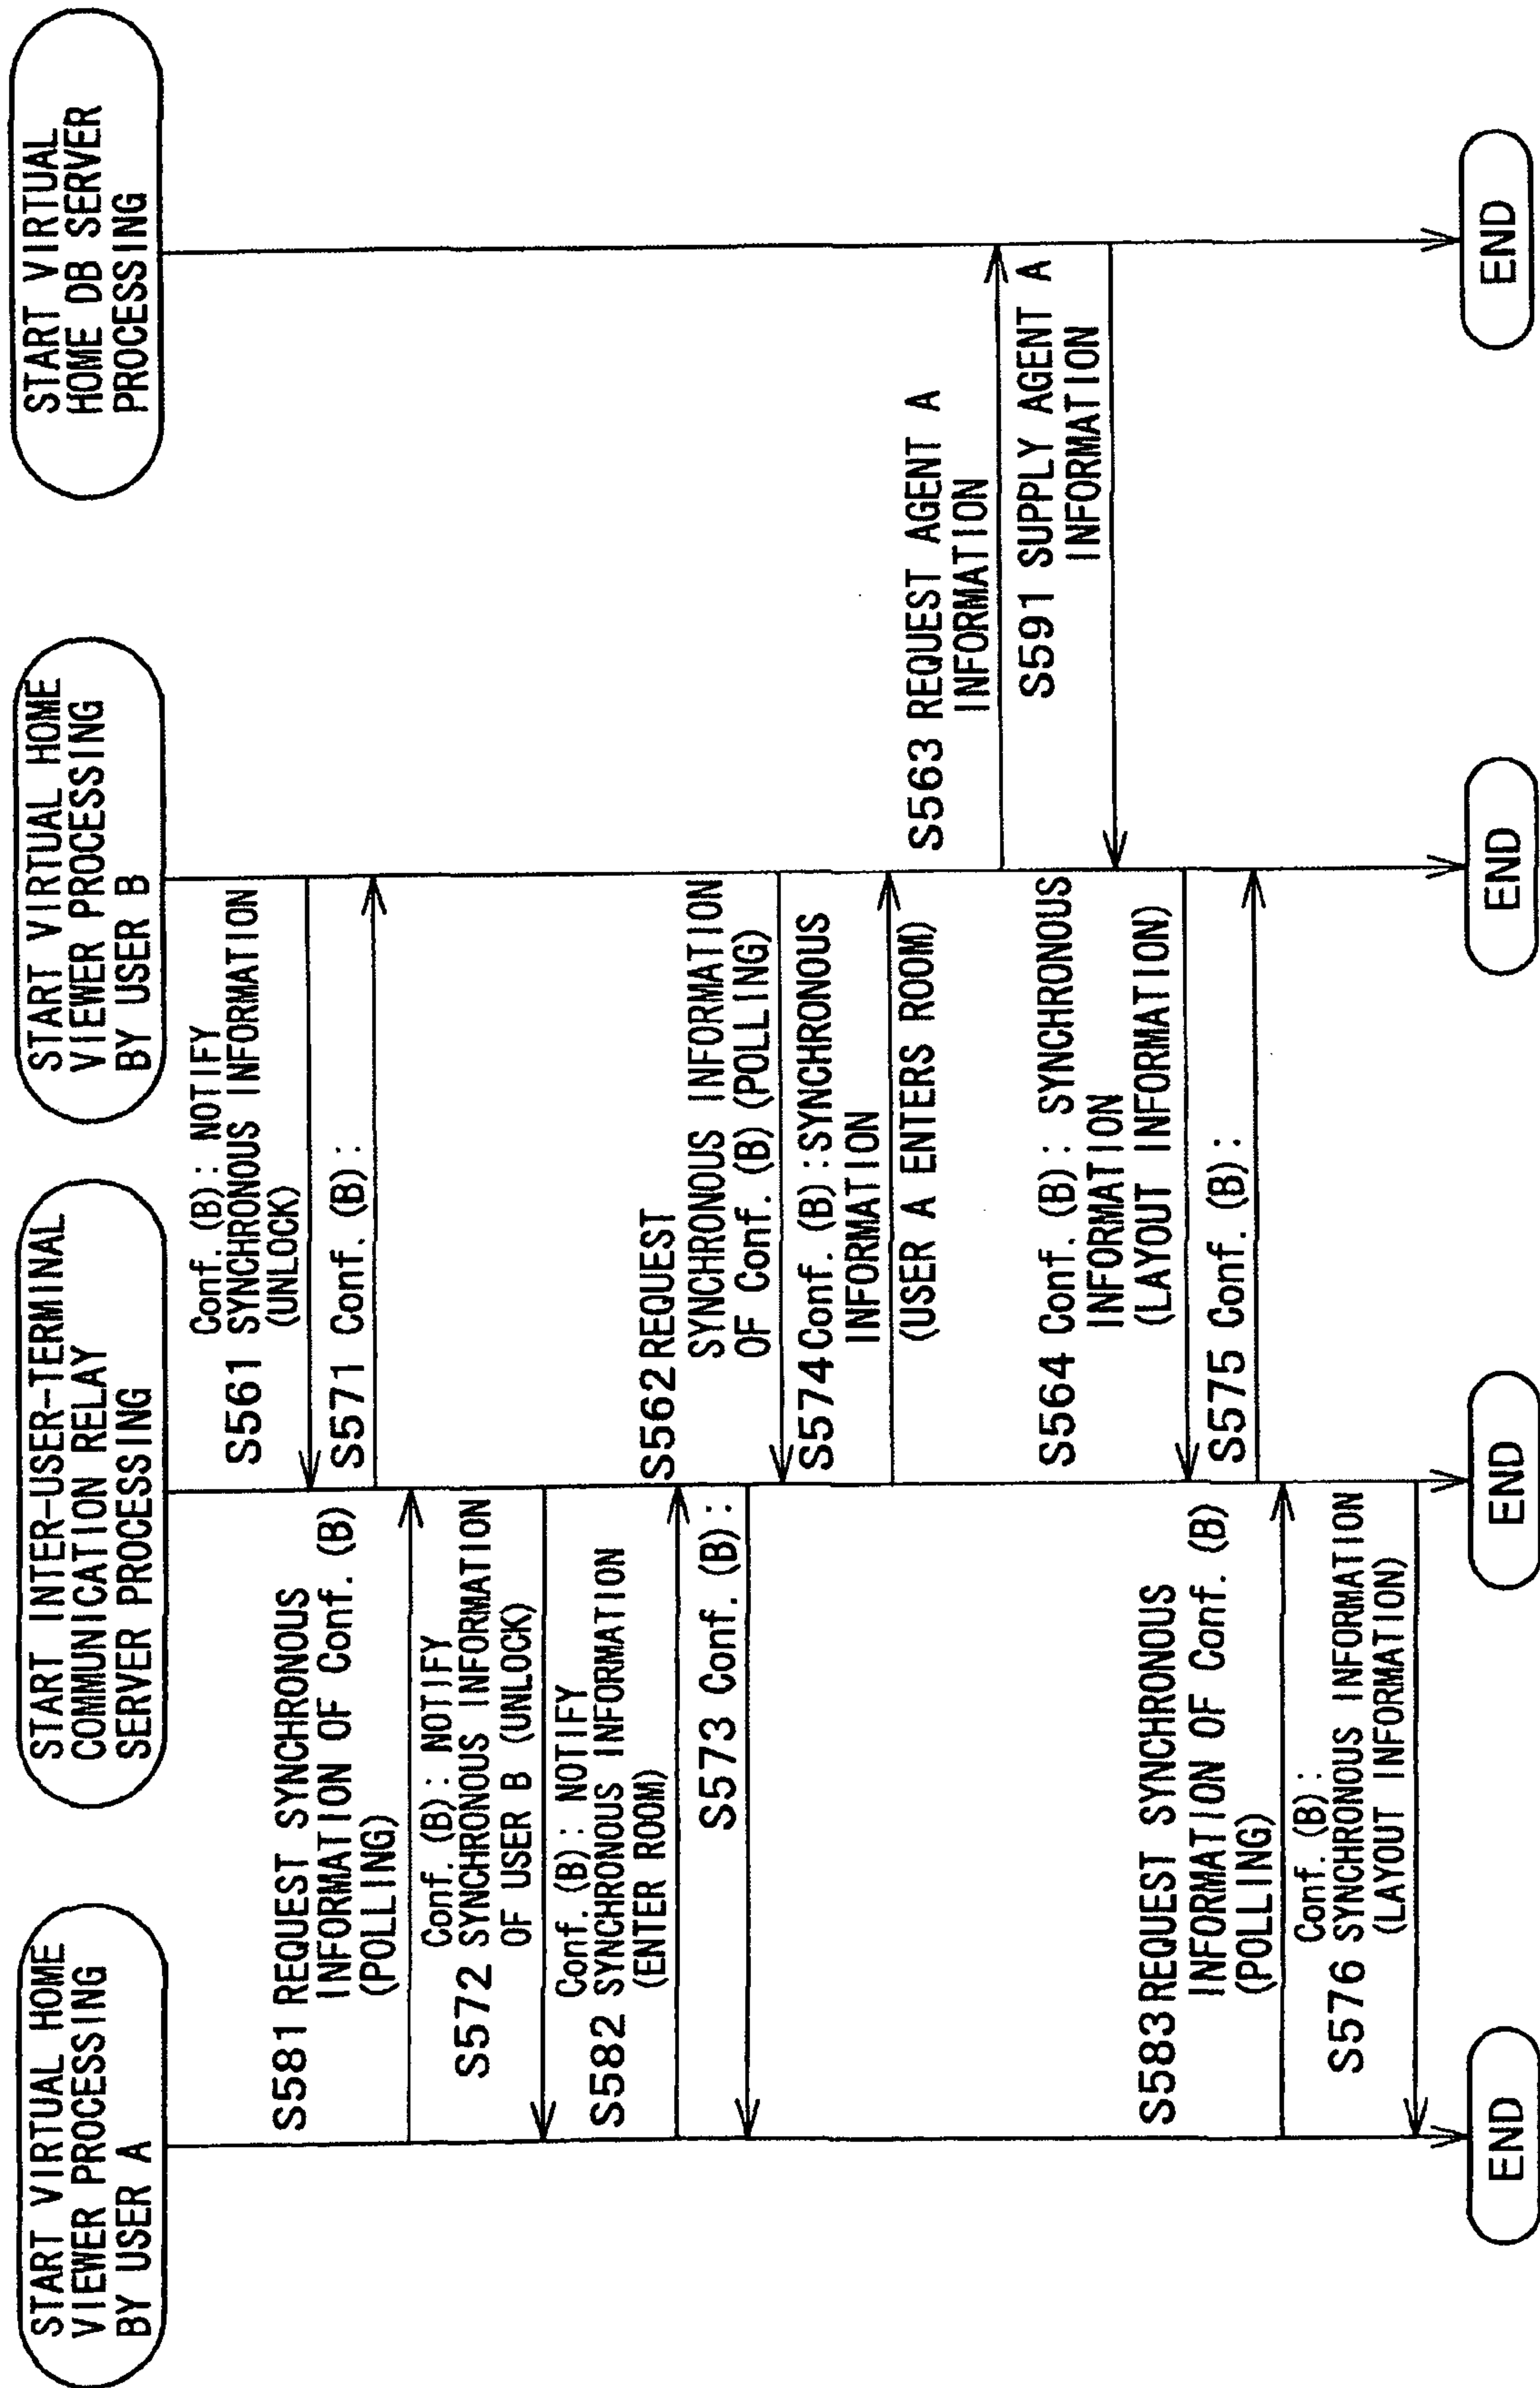 START VIRTUAL HOME
VIEWER PROCESSING
BY USER A
START INTER-USER-TERMINAL
COMMUNICATION RELAY
SERVER PROCESSING
START VIRTUAL HOME
VIEWER PROCESSING
BY USER B
START VIRTUAL
HOME DB SERVER
PROCESSING
Conf. (B): NOTIFY
S561 SYNCHRONOUS INFORMATION
(UNLOCK)
S571 Conf. (B):
S581 REQUEST SYNCHRONOUS
INFORMATION OF Conf. (B)
(POLLING)
Conf. (B): NOTIFY
S572 SYNCHRONOUS INFORMATION
OF USER B (UNLOCK)
Conf. (B): NOTIFY
S582 SYNCHRONOUS INFORMATION
(ENTER ROOM)
S573 Conf. (B):
S562 REQUEST
SYNCHRONOUS INFORMATION
OF Conf. (B) (POLLING)
S574 Conf. (B): SYNCHRONOUS
INFORMATION
(USER A ENTERS ROOM)
S563 REQUEST AGENT A
INFORMATION
S591 SUPPLY AGENT A
INFORMATION
S564 Conf. (B): SYNCHRONOUS
INFORMATION
(LAYOUT INFORMATION)
S575 Conf. (B):
S583 REQUEST SYNCHRONOUS
INFORMATION OF Conf. (B)
(POLLING)
Conf. (B):
S576 SYNCHRONOUS INFORMATION
(LAYOUT INFORMATION)
END
END
END
END